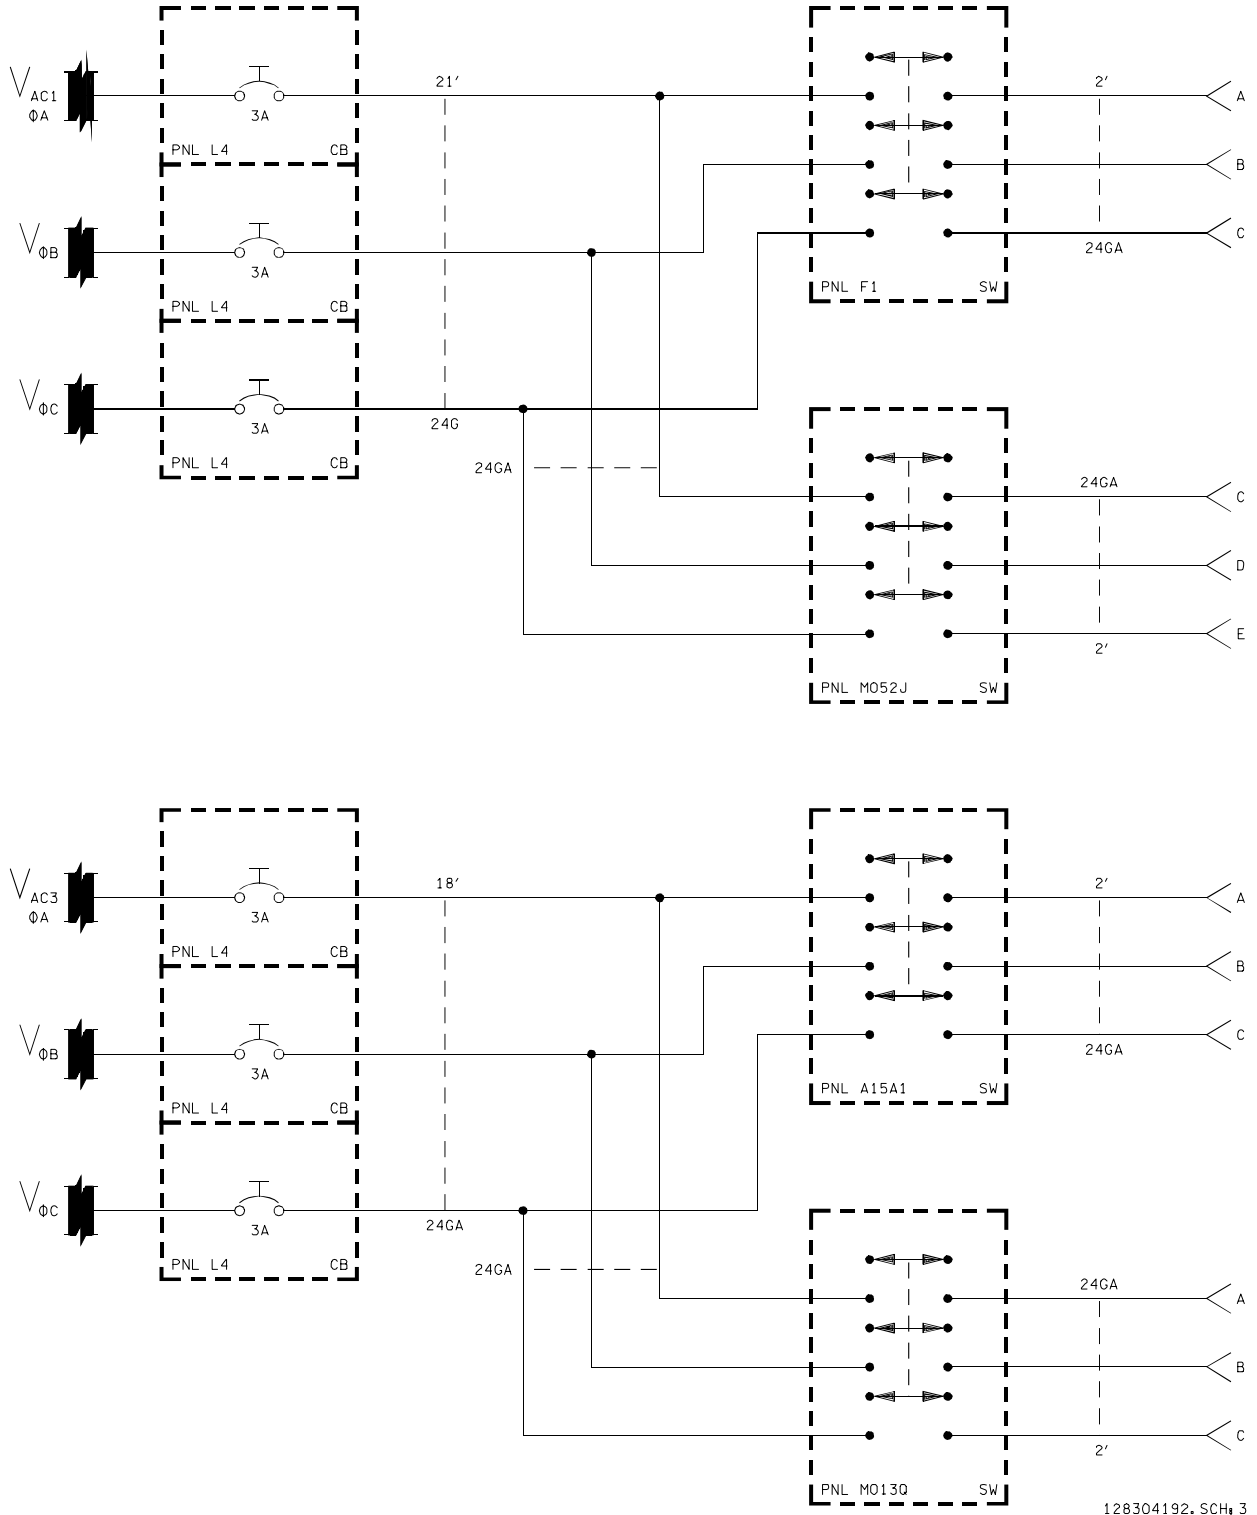 21′
2′
AC1
A
ΦA
3A
PNL L4 CB
B
C
ΦB
24GA
3A
PNL F1 SW
PNL L4 CB
ΦC
24G
3A
PNL L4 CB
24GA
24GA
C
D
E
2′
PNL MO52J SW
18′
2′
AC3
A
ΦA
3A
PNL L4 CB
B
C
ΦB
24GA
3A
PNL A15A1 SW
PNL L4 CB
ΦC
24GA
3A
PNL L4 CB
24GA
24GA
A
B
C
2′
PNL MO13Q SW
128304192.SCH; 3